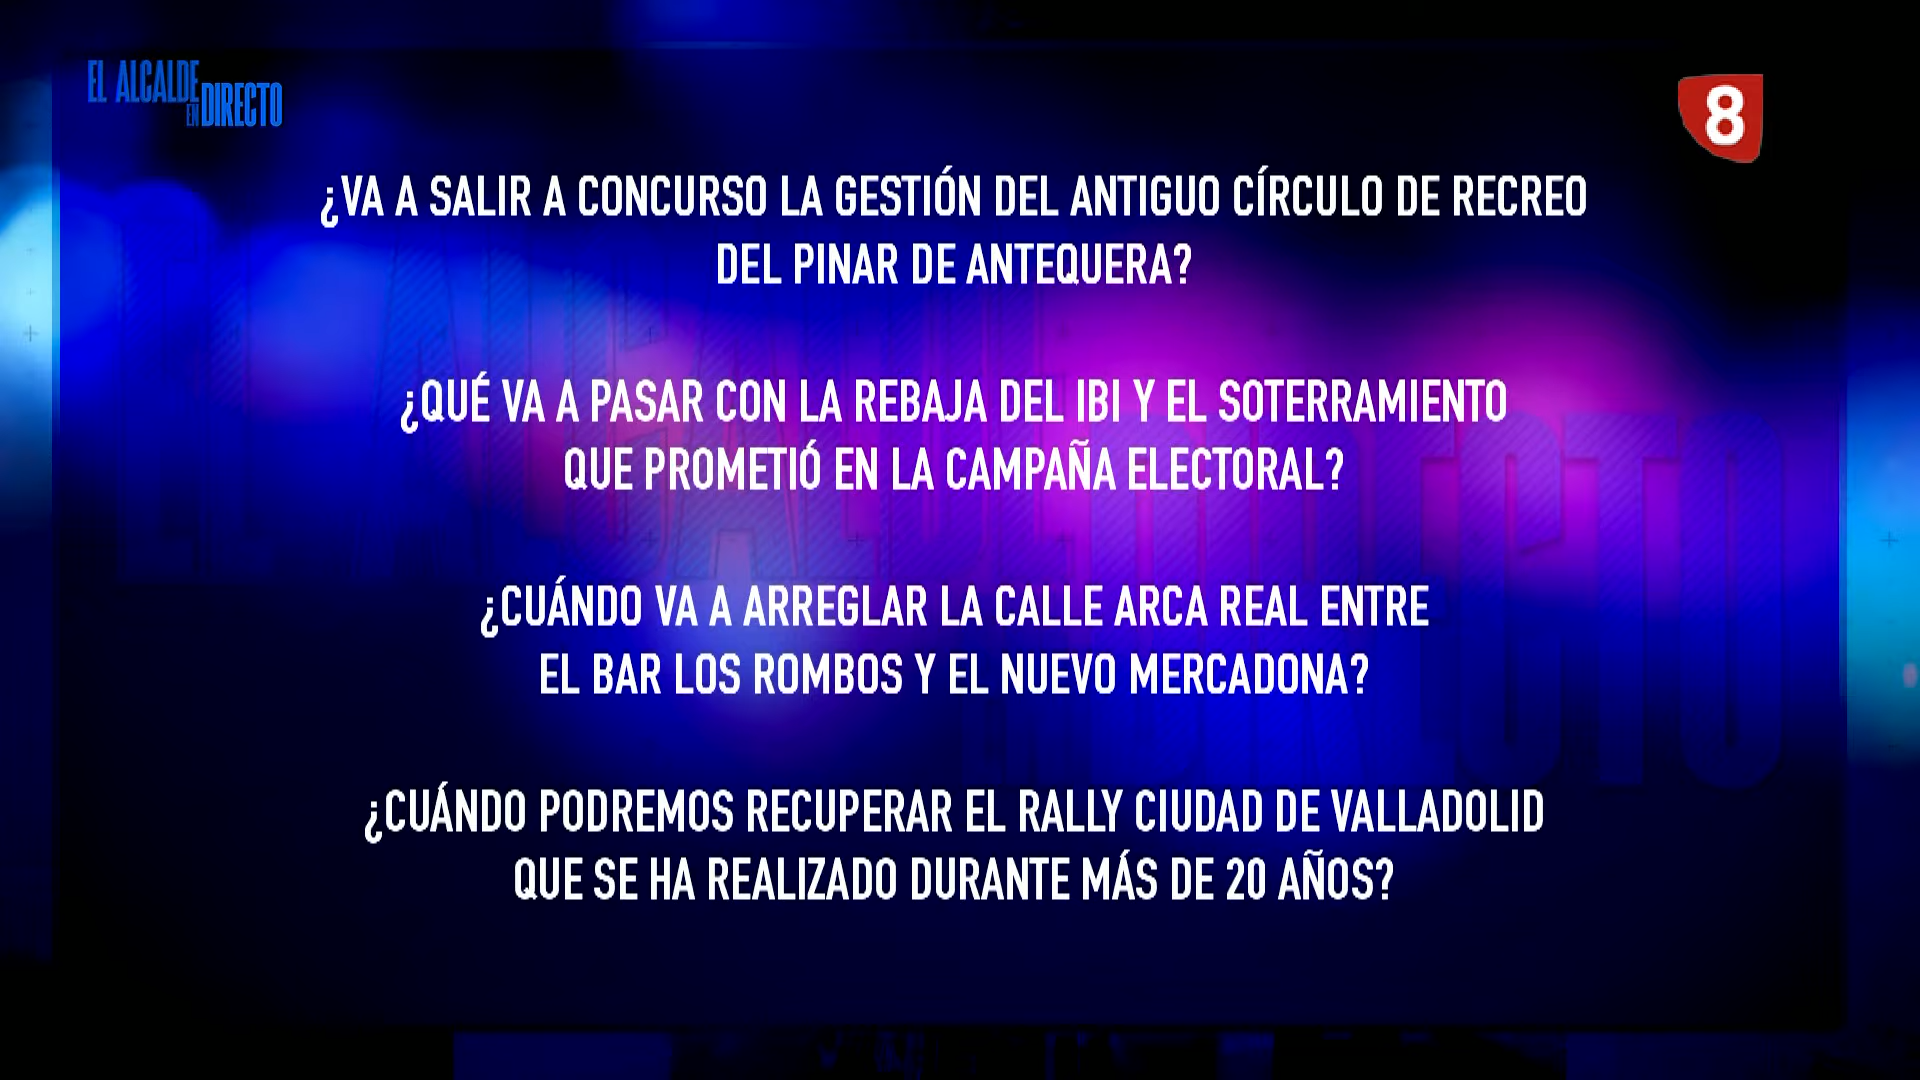 EL ALCALDE
EN DIRECTO
8
¿VA A SALIR A CONCURSO LA GESTIÓN DEL ANTIGUO CÍRCULO DE RECREO
DEL PINAR DE ANTEQUERA?
¿QUÉ VA A PASAR CON LA REBAJA DEL IBI Y EL SOTERRAMIENTO
QUE PROMETIÓ EN LA CAMPAÑA ELECTORAL?
¿CUÁNDO VA A ARREGLAR LA CALLE ARCA REAL ENTRE
EL BAR LOS ROMBOS Y EL NUEVO MERCADONA?
¿CUÁNDO PODREMOS RECUPERAR EL RALLY CIUDAD DE VALLADOLID
QUE SE HA REALIZADO DURANTE MÁS DE 20 AÑOS?